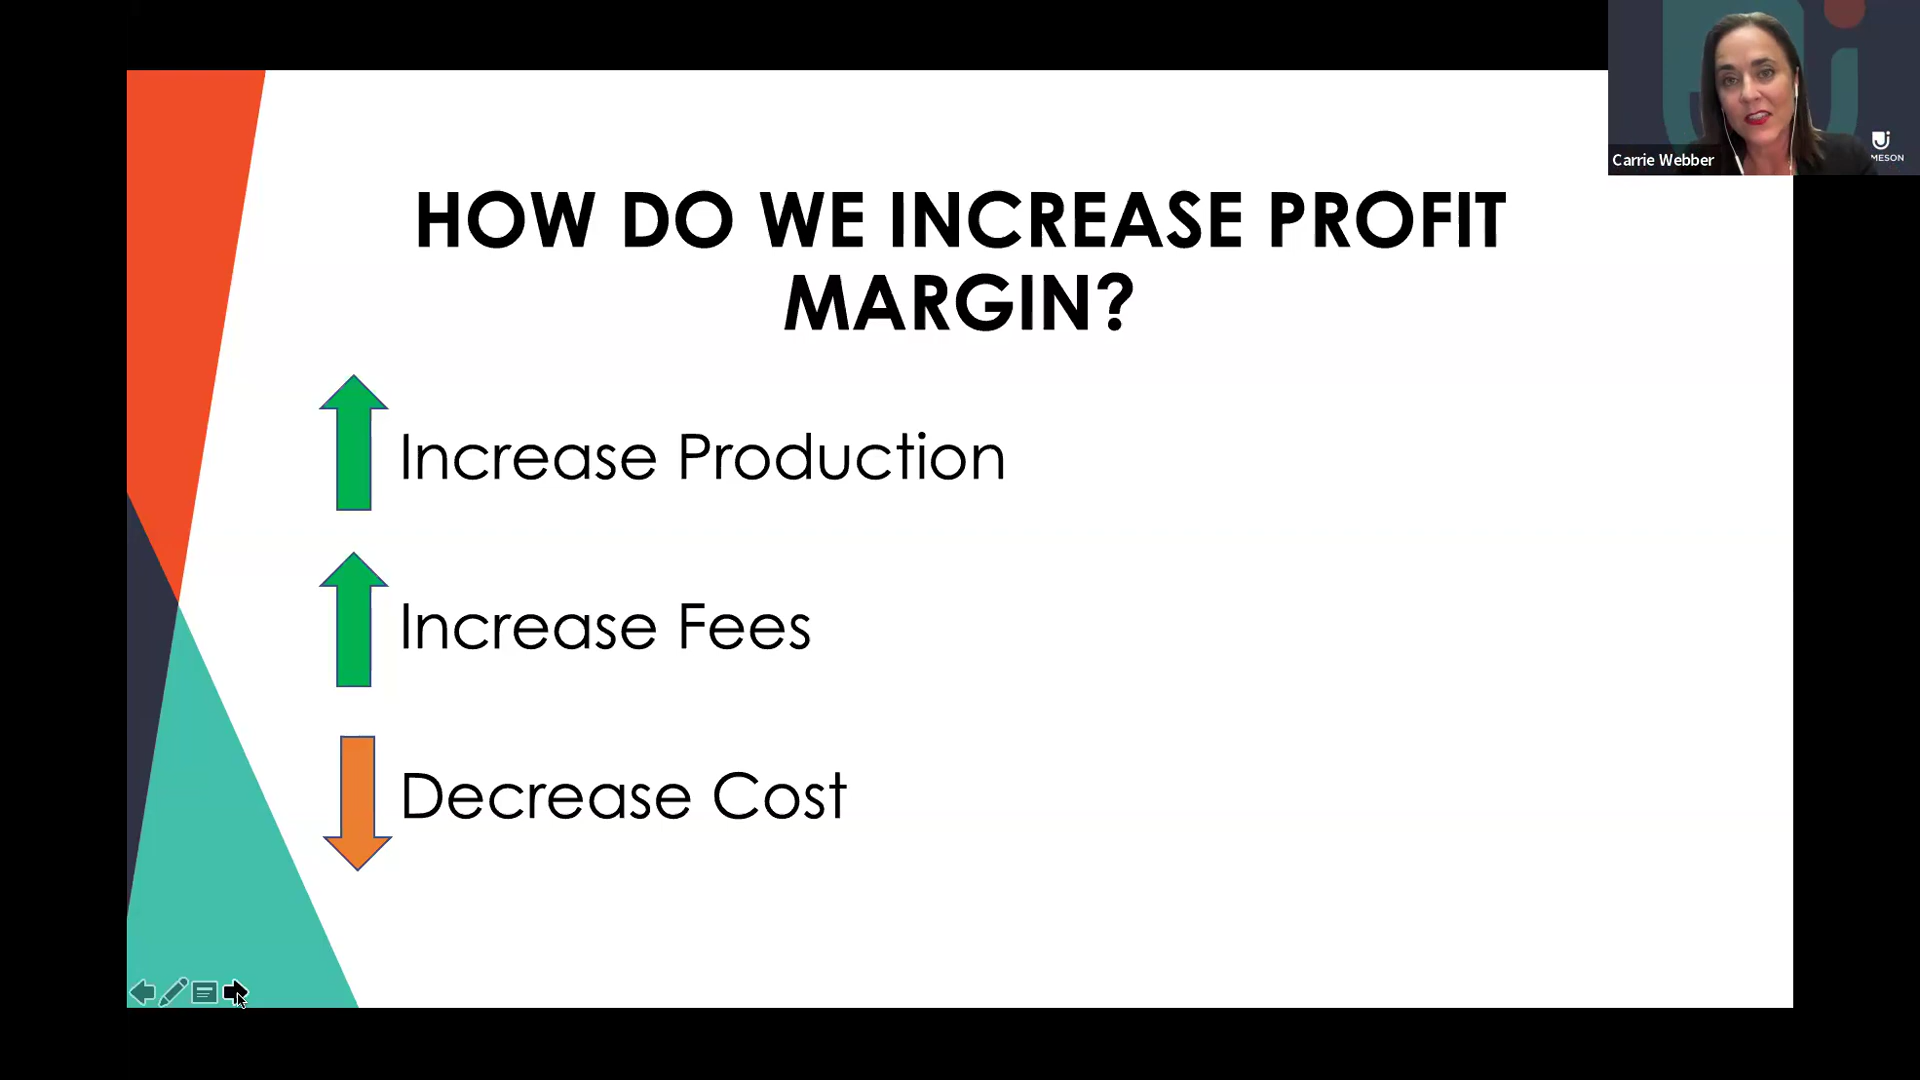 HOW DO WE INCREASE PROFIT
MARGIN?
Increase Production
Increase Fees
Decrease Cost
Carrie Webber
MESON